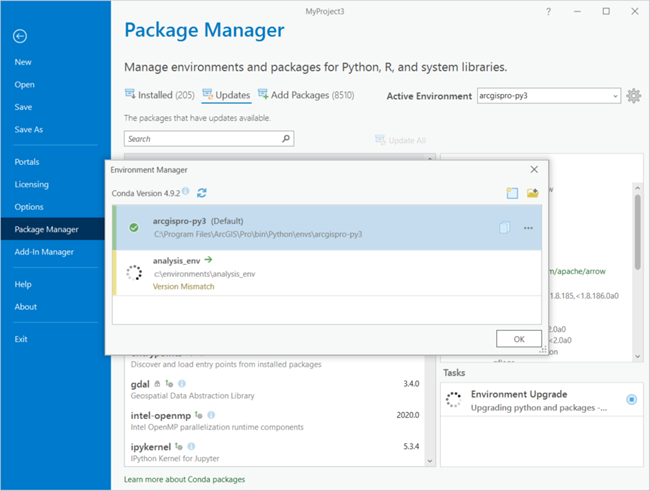 MyProject3
?
Package Manager
Manage environments and packages for Python, R, and system libraries.
New
Open
Save
Save As
Portals
Licensing
Options
Package Manager
Add-In Manager
Help
About
Exit
Installed (205)
Updates
Add Packages (8510)
Active Environment
arcgispro-py3
The packages that have updates available.
Search
Update All
Environment Manager
Conda Version 4.9.2
arcgispro-py3 (Default)
C:\Program Files\ArcGIS\Pro\bin\Python\envs\arcgispro-py3
analysis_env
c:\environments\analysis_env
Version Mismatch
OK
m/apache/arrow
1.8.185,<1.8.186.0a0
<2.0a0
Discover and load entry points from installed packages
gdal
3.4.0
Geospatial Data Abstraction Library
intel-openmp
2020.0
Intel OpenMP parallelization runtime components
ipykernel
5.3.4
IPython Kernel for Jupyter
Tasks
Environment Upgrade
Upgrading python and packages -...
Learn more about Conda packages